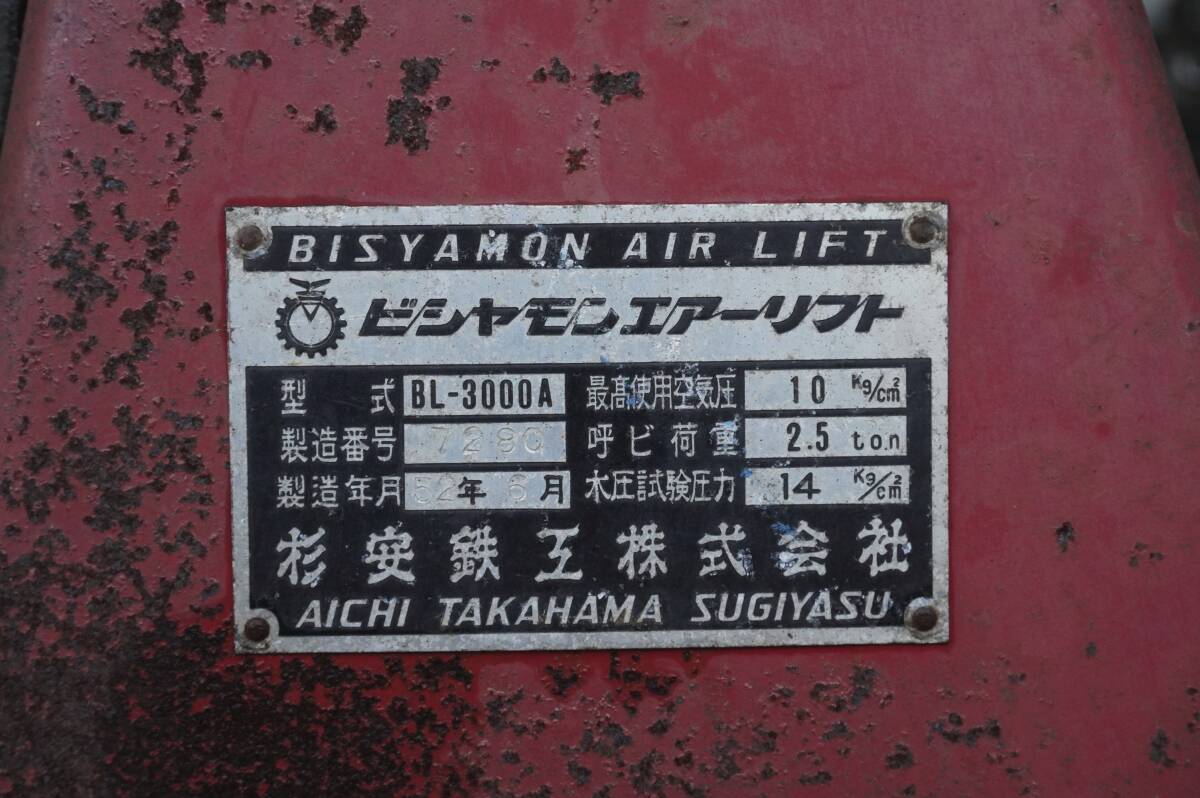 BISYAMON AIR LIFT
ビシャモンエアーリフト
型式 BL-3000A 最高使用空気圧 10 Kg/cm²
製造番号 7280 呼ビ荷重 2.5 ton
製造年月 52年6月 水圧試験圧力 14 Kg/cm²
杉安鉄工株式会社
AICHI TAKAHAMA SUGIYASU